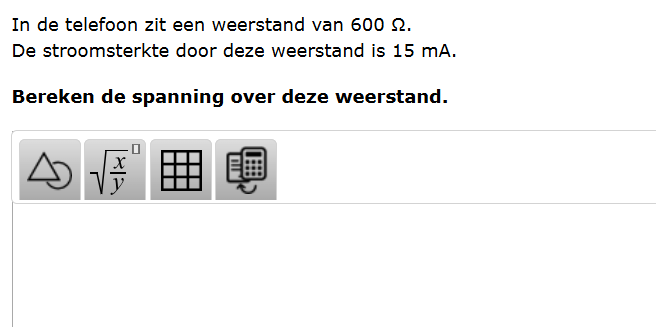 In de telefoon zit een weerstand van 600 Ω.
De stroomsterkte door deze weerstand is 15 mA.
Bereken de spanning over deze weerstand.
√x/y